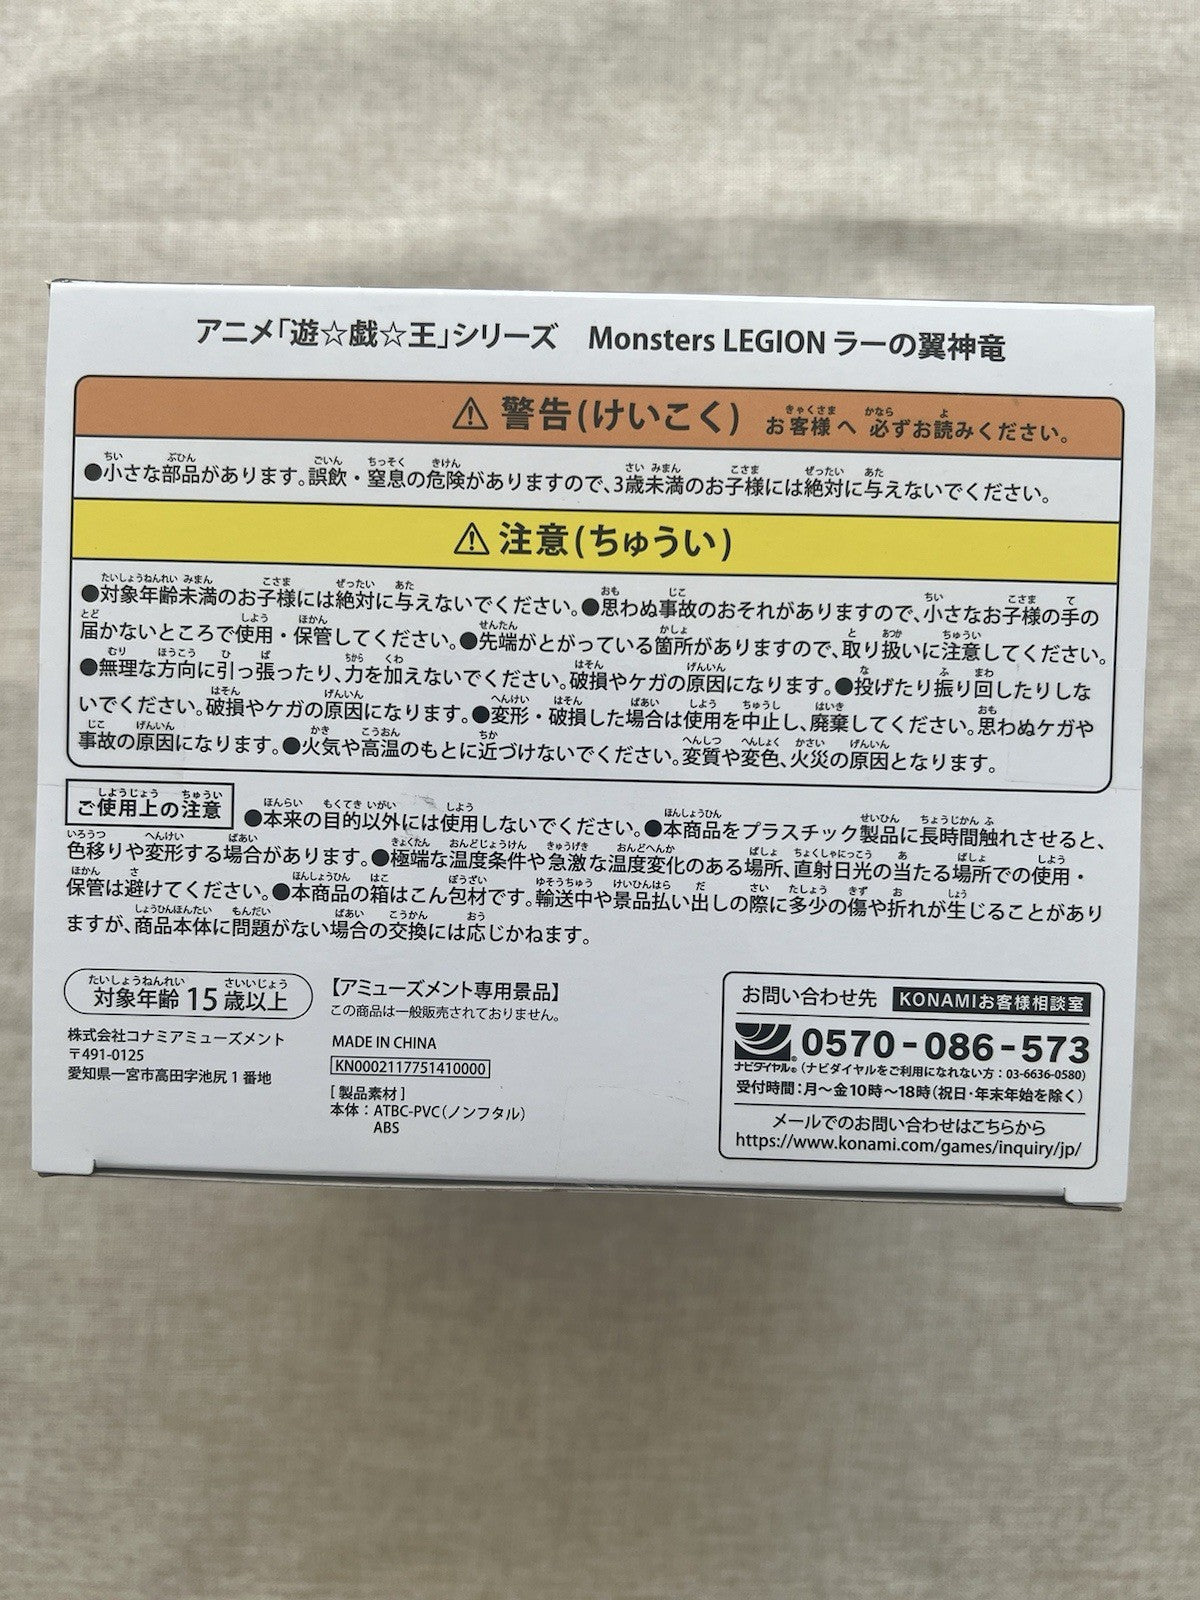 アニメ「遊☆戯☆王」シリーズ　Monsters LEGION ラーの翼神竜
⚠ 警告(けいこく) お客様へ 必ずお読みください。
●小さな部品があります。誤飲・窒息の危険がありますので、3歳未満のお子様には絶対に与えないでください。
⚠ 注意(ちゅうい)
●対象年齢未満のお子様には絶対に与えないでください。●思わぬ事故のおそれがありますので、小さなお子様の手の
届かないところで使用・保管してください。●先端がとがっている箇所がありますので、取り扱いに注意してください。
●無理な方向に引っ張ったり、力を加えないでください。破損やケガの原因になります。●投げたり振り回したりしな
いでください。破損やケガの原因になります。●変形・破損した場合は使用を中止し、廃棄してください。思わぬケガや
事故の原因になります。●火気や高温のもとに近づけないでください。変質や変色、火災の原因となります。
ご使用上の注意 ●本来の目的以外には使用しないでください。●本商品をプラスチック製品に長時間触れさせると、
色移りや変形する場合があります。●極端な温度条件や急激な温度変化のある場所、直射日光の当たる場所での使用・
保管は避けてください。●本商品の箱はこん包材です。輸送中や景品払い出しの際に多少の傷や折れが生じることがあり
ますが、商品本体に問題がない場合の交換には応じかねます。
対象年齢 15歳以上
株式会社コナミアミューズメント
〒491-0125
愛知県一宮市高田字池尻1番地
【アミューズメント専用景品】
この商品は一般販売されておりません。
MADE IN CHINA
KN0002117751410000
[製品素材]
本体：ATBC-PVC(ノンフタル)
ABS
お問い合わせ先 KONAMIお客様相談室
ナビダイヤル® 0570-086-573
(ナビダイヤルをご利用になれない方：03-6636-0580)
受付時間：月〜金10時〜18時(祝日・年末年始を除く)
メールでのお問い合わせはこちらから
https://www.konami.com/games/inquiry/jp/